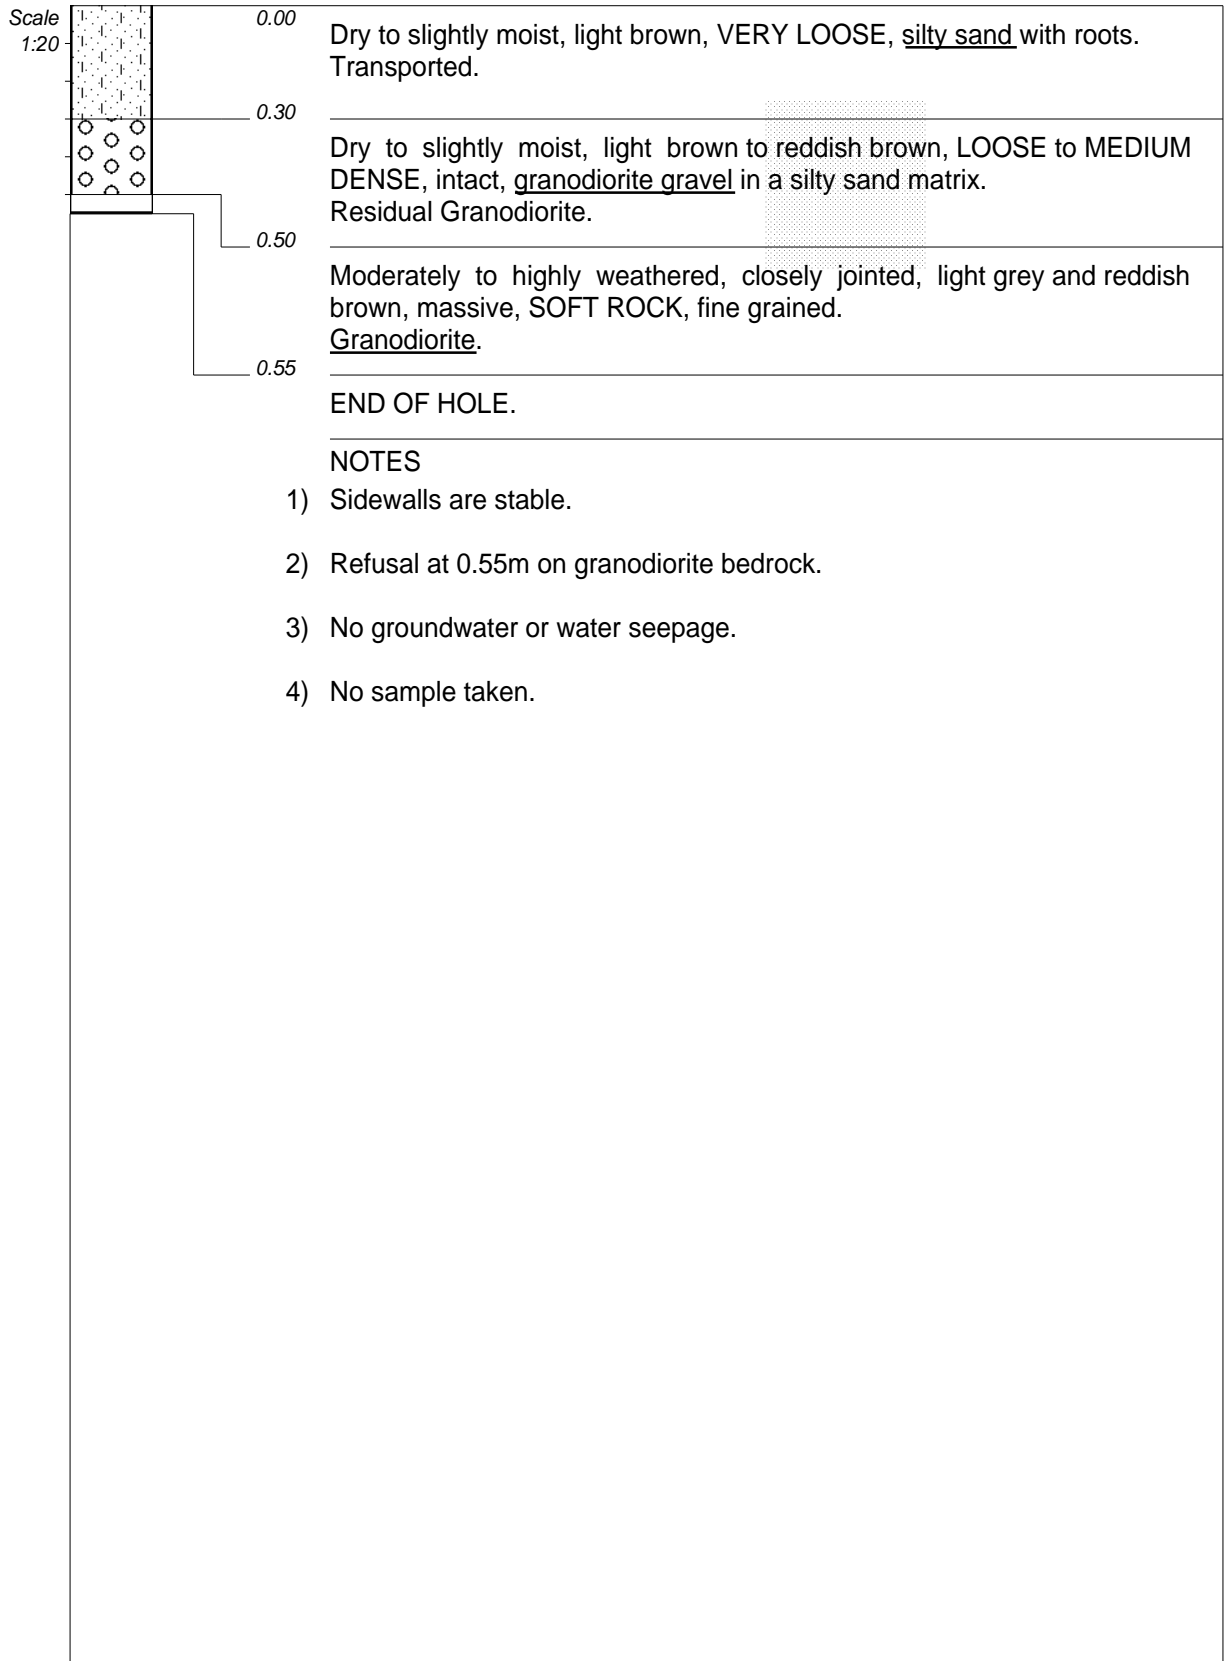 Scale
1:20
0.00
Dry to slightly moist, light brown, VERY LOOSE, silty sand with roots.
Transported.
0.30
Dry to slightly moist, light brown to reddish brown, LOOSE to MEDIUM
DENSE, intact, granodiorite gravel in a silty sand matrix.
Residual Granodiorite.
0.50
Moderately to highly weathered, closely jointed, light grey and reddish
brown, massive, SOFT ROCK, fine grained.
Granodiorite.
0.55
END OF HOLE.
NOTES
1) Sidewalls are stable.
2) Refusal at 0.55m on granodiorite bedrock.
3) No groundwater or water seepage.
4) No sample taken.